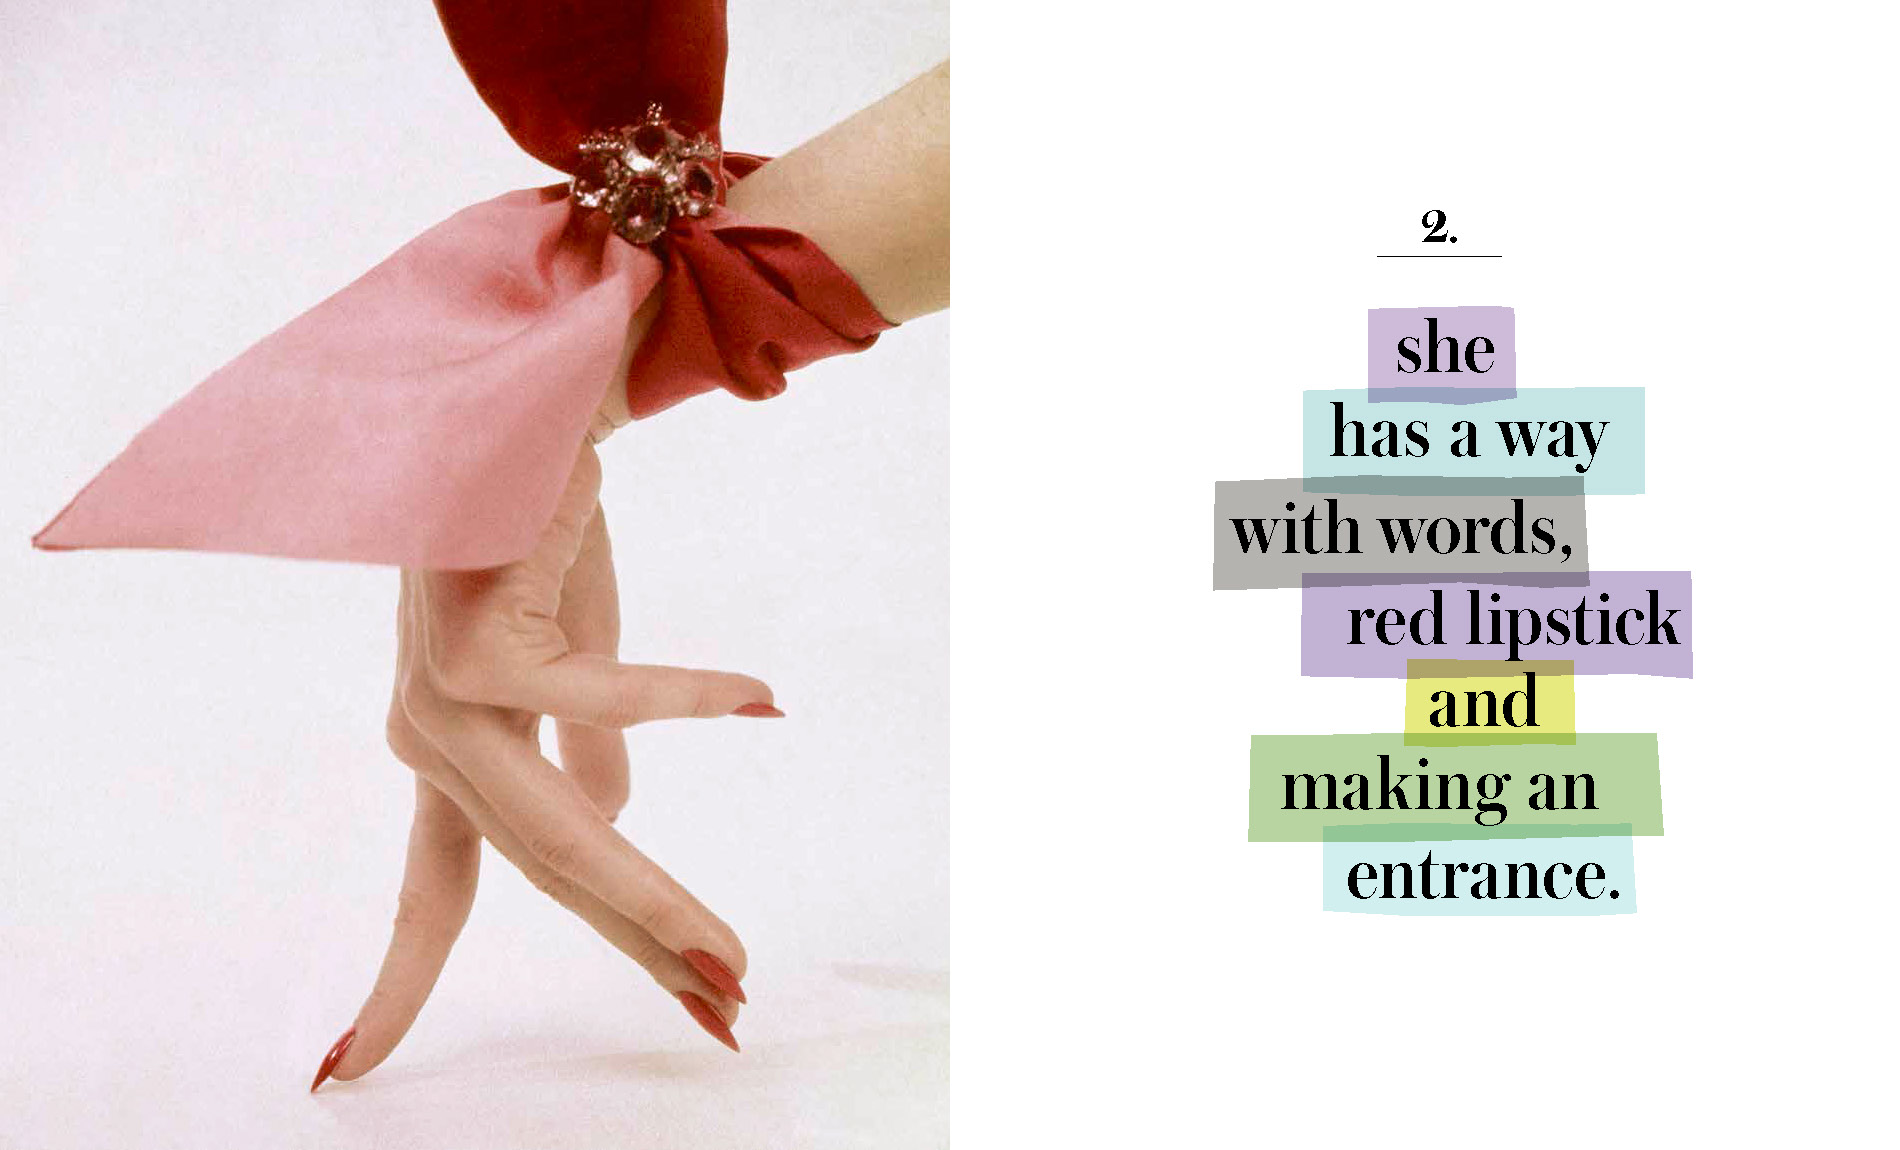 2.
she
has a way
with words,
red lipstick
and
making an
entrance.